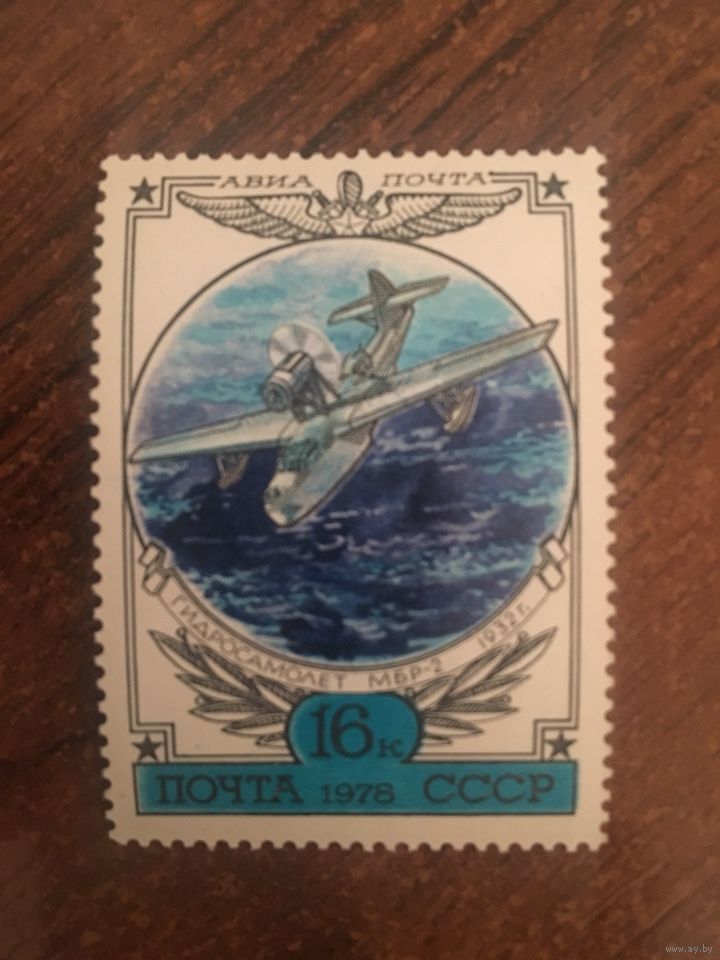 АВИА ПОЧТА
ГИДРОСАМОЛЕТ МБР-2 1932г.
16к
ПОЧТА 1978 СССР
www.ay.by